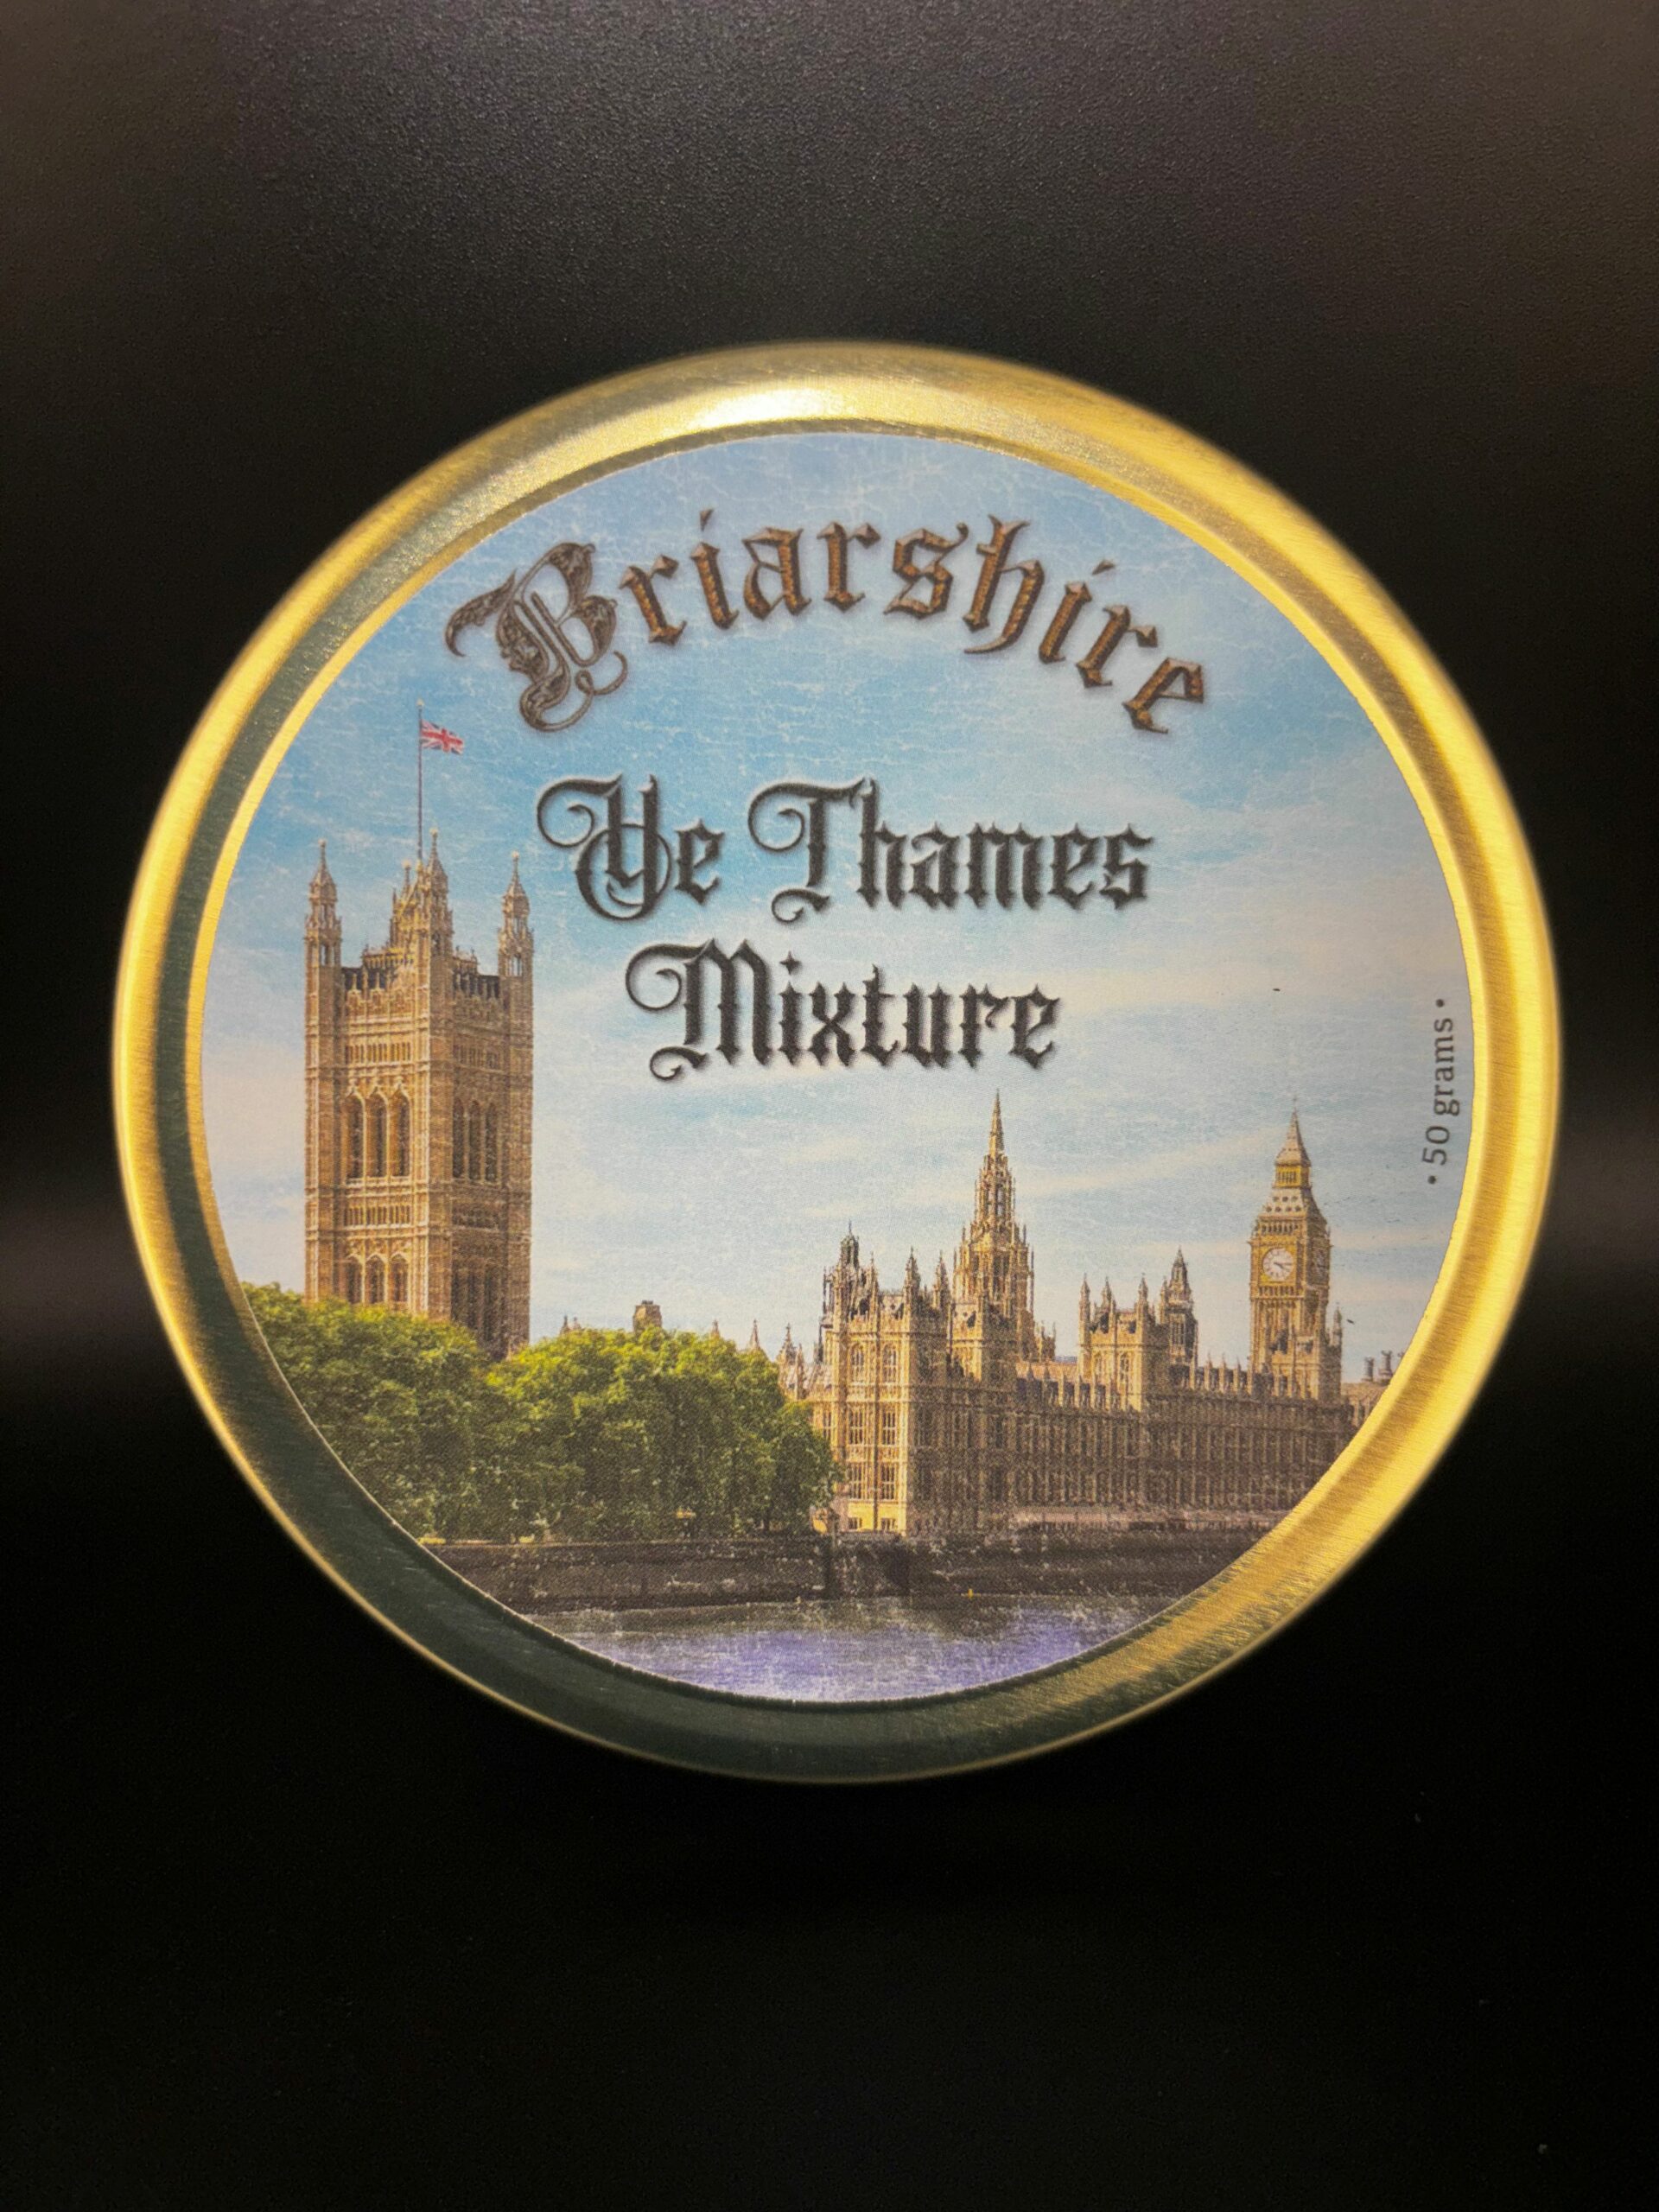 Briarshire
Ye Thames
Mixture
• 50 grams •